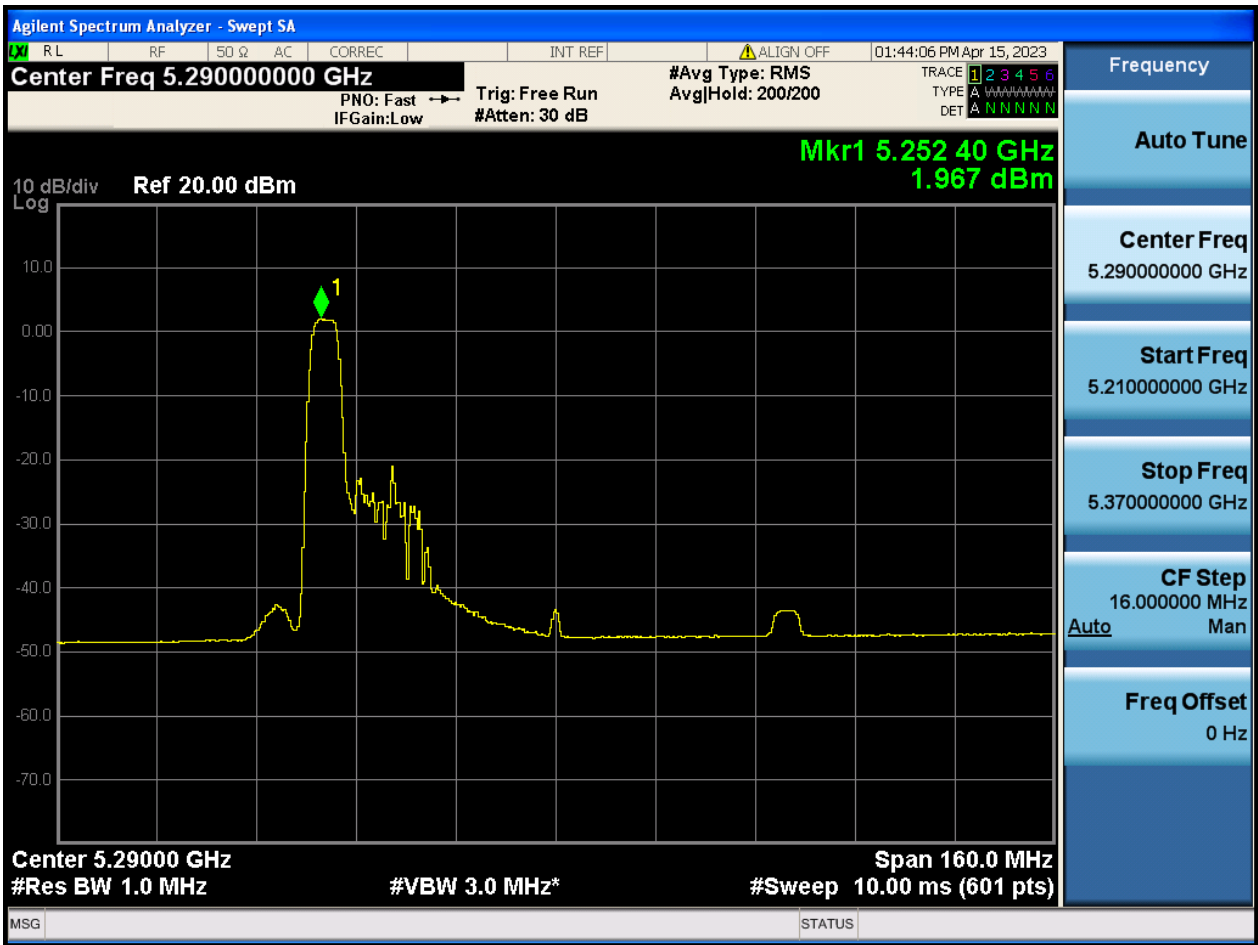 Agilent Spectrum Analyzer - Swept SA
LXI RL RF 50 Ω AC CORREC INT REF ALIGN OFF 01:44:06 PM Apr 15, 2023
Center Freq 5.290000000 GHz
PNO: Fast
IFGain:Low
Trig: Free Run
#Atten: 30 dB
#Avg Type: RMS
Avg|Hold: 200/200
TRACE 1 2 3 4 5 6
TYPE A WWWWW
DET A N N N N N
Mkr1 5.252 40 GHz
1.967 dBm
10 dB/div Ref 20.00 dBm
Log
10.0
1
0.00
-10.0
-20.0
-30.0
-40.0
-50.0
-60.0
-70.0
Center 5.29000 GHz Span 160.0 MHz
#Res BW 1.0 MHz #VBW 3.0 MHz* #Sweep 10.00 ms (601 pts)
MSG STATUS
Frequency
Auto Tune
Center Freq
5.290000000 GHz
Start Freq
5.210000000 GHz
Stop Freq
5.370000000 GHz
CF Step
16.000000 MHz
Auto Man
Freq Offset
0 Hz